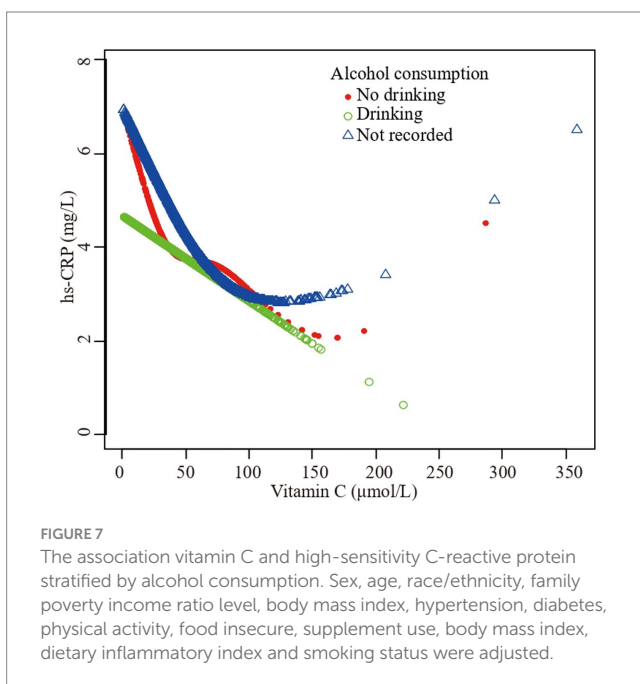 Alcohol consumption
No drinking
Drinking
Not recorded
hs-CRP (mg/L)
8
6
4
2
0
0 50 100 150 200 250 300 350
Vitamin C (µmol/L)
FIGURE 7
The association vitamin C and high-sensitivity C-reactive protein
stratified by alcohol consumption. Sex, age, race/ethnicity, family
poverty income ratio level, body mass index, hypertension, diabetes,
physical activity, food insecure, supplement use, body mass index,
dietary inflammatory index and smoking status were adjusted.